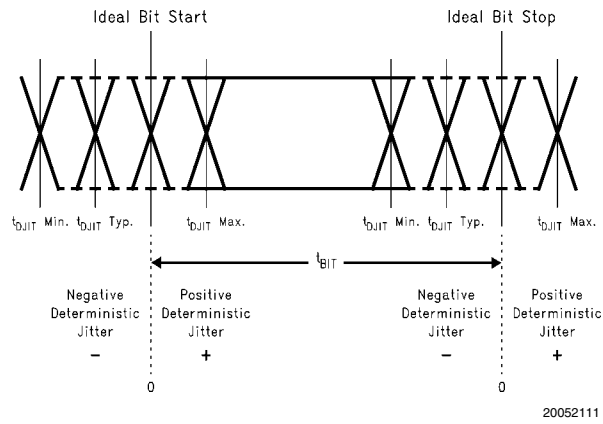 Ideal Bit Start
Ideal Bit Stop
tDJIT Min.
tDJIT Typ.
tDJIT Max.
tDJIT Min.
tDJIT Typ.
tDJIT Max.
tBIT
Negative
Deterministic
Jitter
−
Positive
Deterministic
Jitter
+
Negative
Deterministic
Jitter
−
Positive
Deterministic
Jitter
+
0
0
20052111